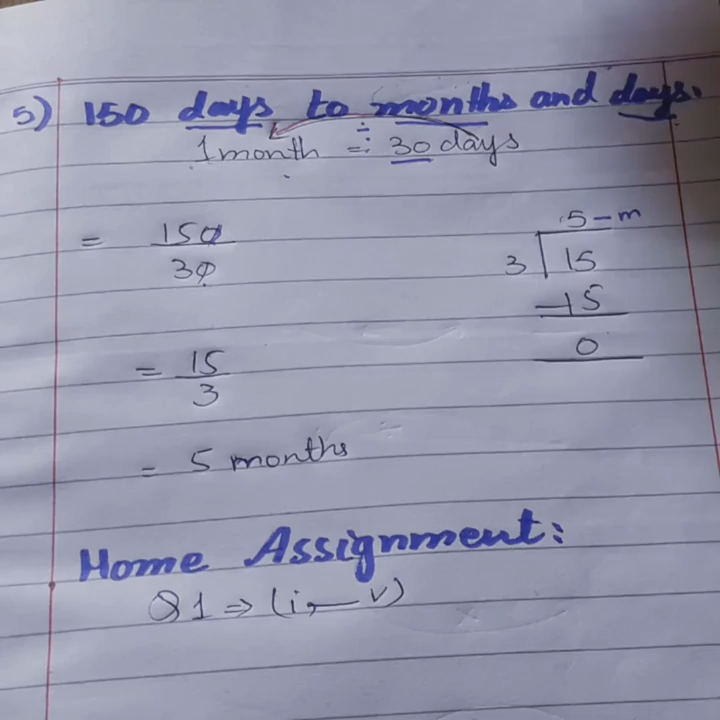 5) 150 days to months and days.
1 month = 30 days
÷
= 150/30
= 15/3
= 5 months
5-m
3 15
-15
0
Home Assignment:
Q1 ⇒ (i, — v)